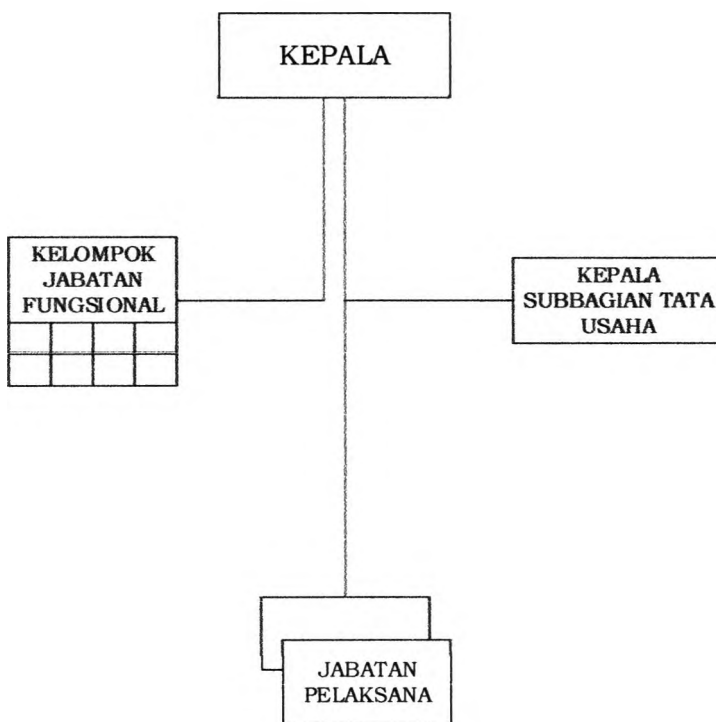 KEPALA
KELOMPOK
JABATAN
FUNGSIONAL
KEPALA
SUBBAGIAN TATA
USAHA
JABATAN
PELAKSANA